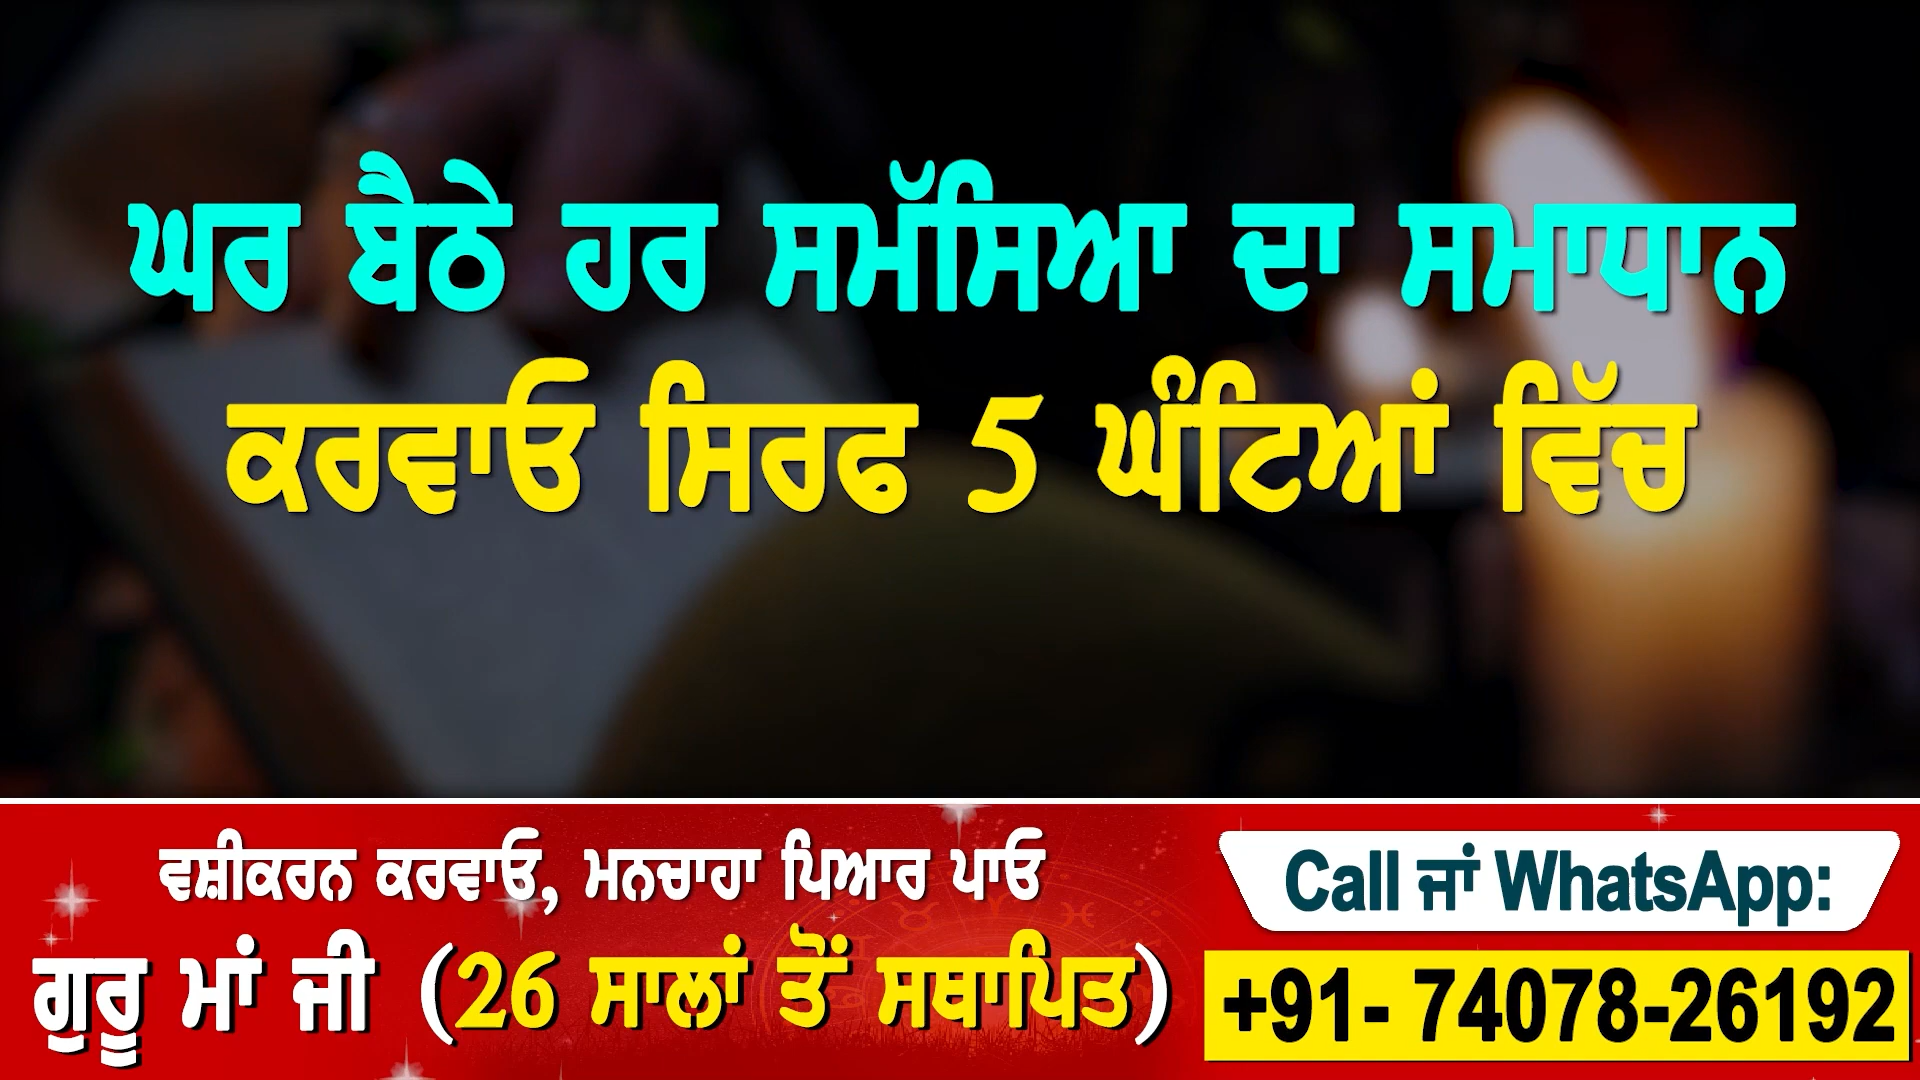 ਘਰ ਬੈਠੇ ਹਰ ਸਮੱਸਿਆ ਦਾ ਸਮਾਧਾਨ
ਕਰਵਾਓ ਸਿਰਫ 5 ਘੰਟਿਆਂ ਵਿੱਚ
ਵਸ਼ੀਕਰਨ ਕਰਵਾਓ, ਮਨਚਾਹਾ ਪਿਆਰ ਪਾਓ
ਗੁਰੂ ਮਾਂ ਜੀ (26 ਸਾਲਾਂ ਤੋਂ ਸਥਾਪਿਤ)
Call ਜਾਂ WhatsApp:
+91- 74078-26192